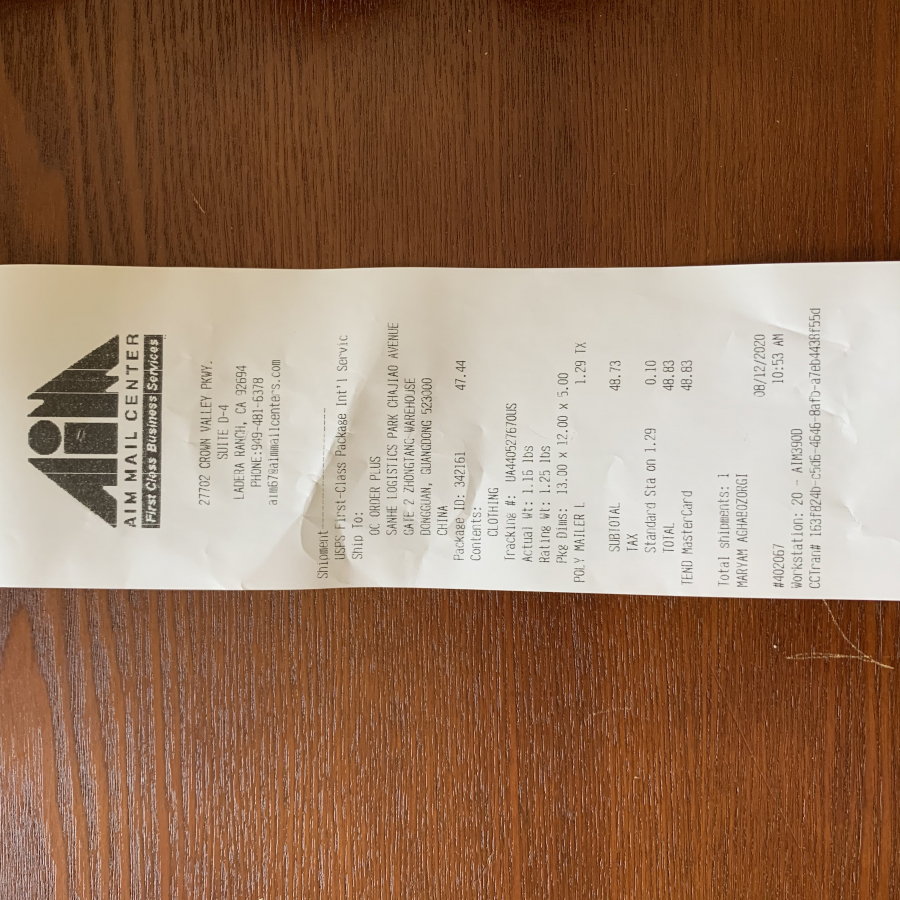 AIM
AIM MAIL CENTER
First Class Business Services
27702 CROWN VALLEY PKWY.
SUITE D-4
LADERA RANCH, CA 92694
PHONE:949-481-6378
aim67@aimmailcenters.com
Shipment----------------------
USPS First-Class Package Int'l Servic
Ship To:
OC ORDER PLUS
SANHE LOGISTICS PARK CHAJIAO AVENUE
GATE 2 ZHONGTANG WAREHOUSE
DONGGUAN, GUANGDONG 523000
CHINA
Package ID: 342161 47.44
Contents:
CLOTHING
Tracking #: UA440527670US
Actual Wt: 1.16 lbs
Rating Wt: 1.25 lbs
Pkg Dims: 13.00 x 12.00 x 5.00
POLY MAILER L 1.29 TX
SUBTOTAL 48.73
TAX
Standard Sta on 1.29 0.10
TOTAL 48.83
TEND MasterCard 48.83
Total shipments: 1
MARYAM AGHABOZORGI
08/12/2020
#402067 10:53 AM
Workstation: 20 - AIM390D
CCTran#